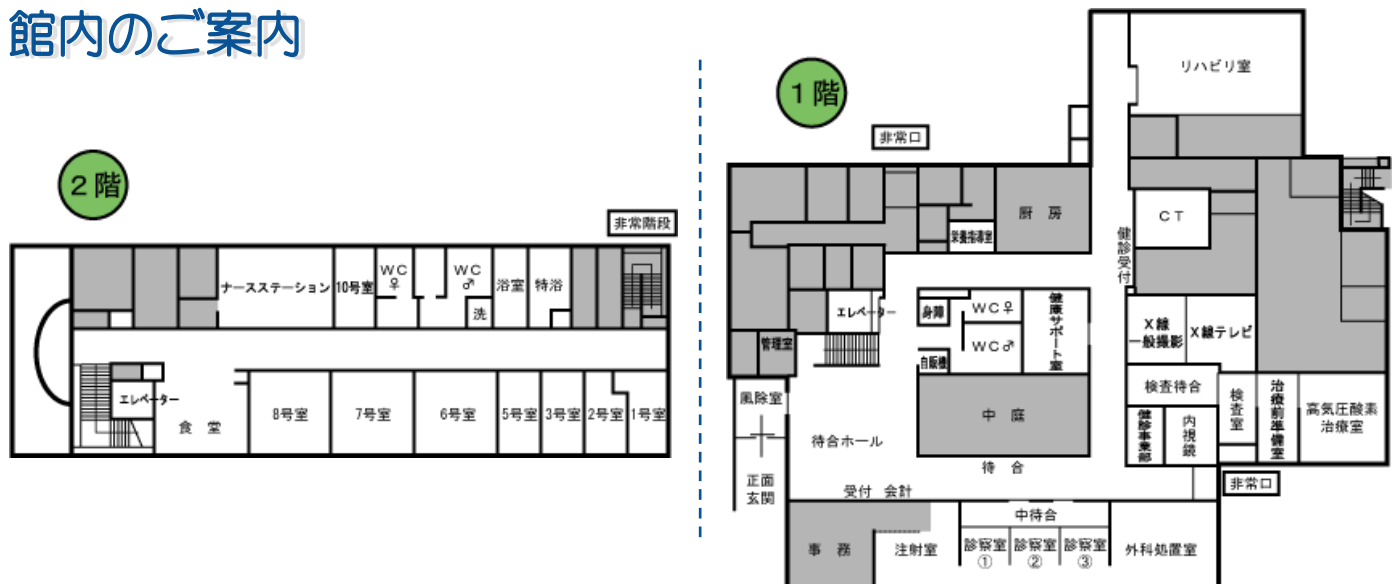 館内のご案内
2階
非常階段
ナースステーション
10号室
WC
♀
WC
♂
洗
浴室
特浴
エレベーター
食 堂
8号室
7号室
6号室
5号室
3号室
2号室
1号室
1階
非常口
リハビリ室
厨 房
栄養指導室
健診受付
CT
エレベーター
身障
WC♀
WC♂
自販機
健康サポート室
X線
一般撮影
X線テレビ
管理室
風除室
正面
玄関
待合ホール
中 庭
待 合
受付 会計
検査待合
健診事業部
内視鏡
検査室
治療前準備室
高気圧酸素
治療室
非常口
事 務
注射室
中待合
診察室
①
診察室
②
診察室
③
外科処置室